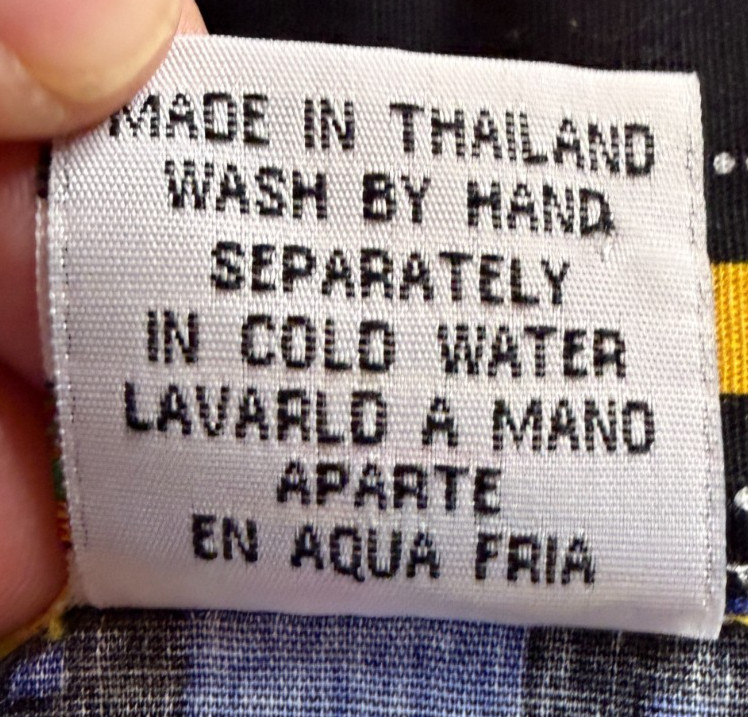 MADE IN THAILAND
WASH BY HAND
SEPARATELY
IN COLD WATER
LAVARLO A MANO
APARTE
EN AQUA FRIA